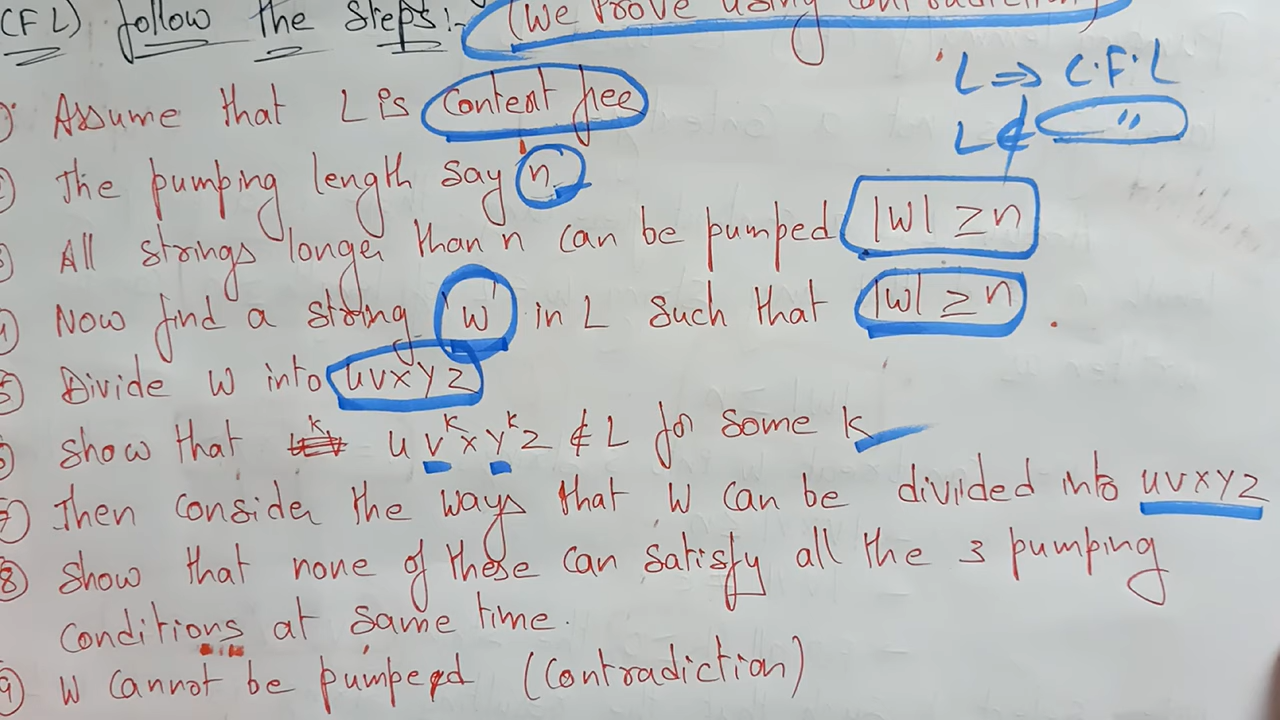 (CFL) follow the steps:- (We Prove using contradiction)
L ⇒ C.F.L
① Assume that L is Context free
L ∉ "
② The pumping length say n
③ All strings longer than n can be pumped |W| ≥ n
④ Now find a string 'w' in L such that |W| ≥ n
⑤ Divide W into uvxyz
⑥ Show that u v^k x y^k z ∉ L for some k
⑦ Then consider the ways that W can be divided into uvxyz
⑧ Show that none of these can satisfy all the 3 pumping
conditions at same time.
⑨ W cannot be pumped (Contradiction)